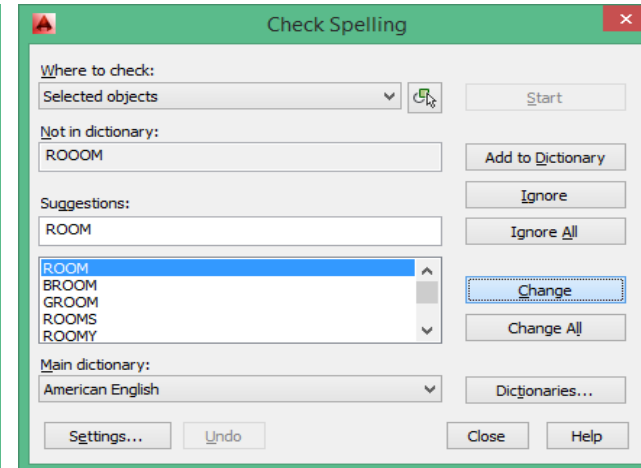 Check Spelling
Where to check:
Selected objects
Start
Not in dictionary:
ROOOM
Add to Dictionary
Ignore
Suggestions:
ROOM
Ignore All
ROOM
BROOM
GROOM
ROOMS
ROOMY
Change
Change All
Main dictionary:
American English
Dictionaries...
Settings...
Undo
Close
Help